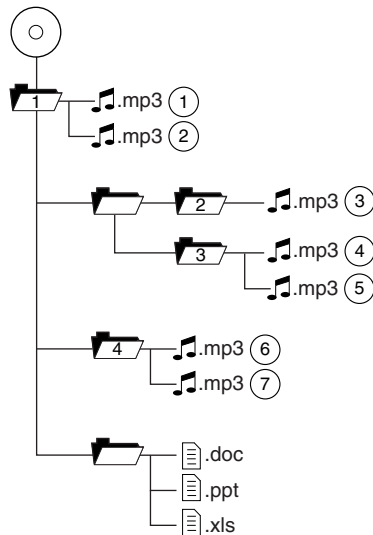 1 .mp3 1
.mp3 2
2 .mp3 3
3 .mp3 4
.mp3 5
4 .mp3 6
.mp3 7
.doc
.ppt
.xls